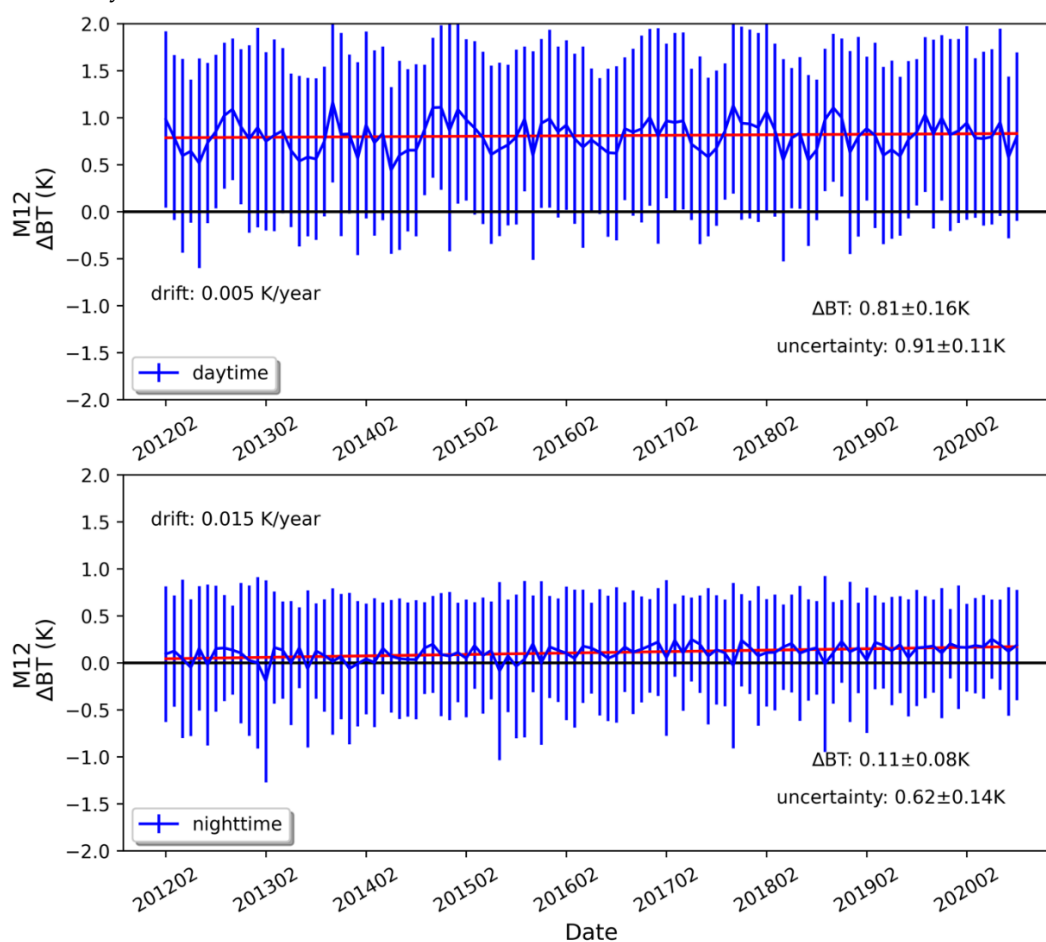 2.0
1.5
1.0
0.5
0.0
−0.5
−1.0
−1.5
−2.0
M12
ΔBT (K)
drift: 0.005 K/year
ΔBT: 0.81±0.16K
uncertainty: 0.91±0.11K
daytime
201202 201302 201402 201502 201602 201702 201802 201902 202002
2.0
1.5
1.0
0.5
0.0
−0.5
−1.0
−1.5
−2.0
M12
ΔBT (K)
drift: 0.015 K/year
ΔBT: 0.11±0.08K
uncertainty: 0.62±0.14K
nighttime
201202 201302 201402 201502 201602 201702 201802 201902 202002
Date